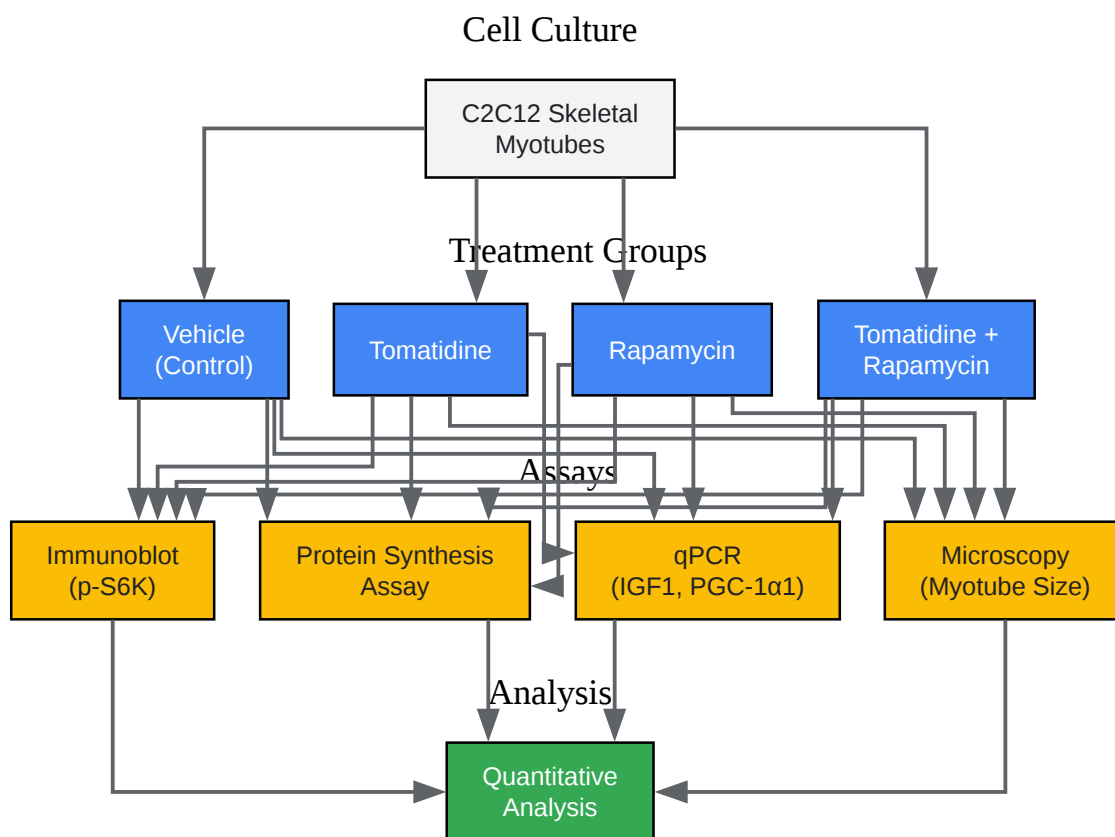 Cell Culture
C2C12 Skeletal
Myotubes
Treatment Groups
Vehicle
(Control)
Tomatidine
Rapamycin
Tomatidine +
Rapamycin
Assays
Immunoblot
(p-S6K)
Protein Synthesis
Assay
qPCR
(IGF1, PGC-1α1)
Microscopy
(Myotube Size)
Analysis
Quantitative
Analysis